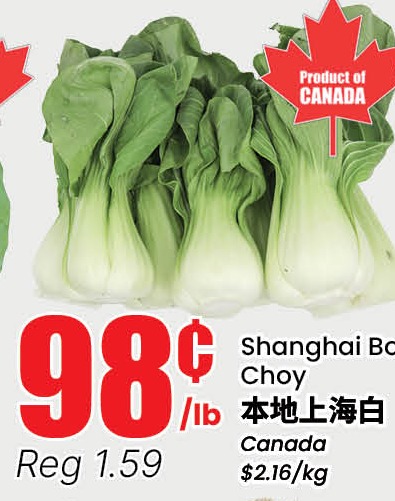 Product of
CANADA
98¢/lb
Reg 1.59
Shanghai Bo
Choy
本地上海白
Canada
$2.16/kg